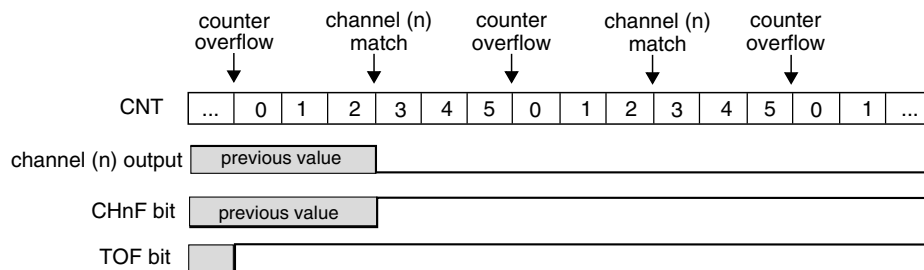 counter overflow
channel (n) match
counter overflow
channel (n) match
counter overflow
CNT ... 0 1 2 3 4 5 0 1 2 3 4 5 0 1 ...
channel (n) output previous value
CHnF bit previous value
TOF bit